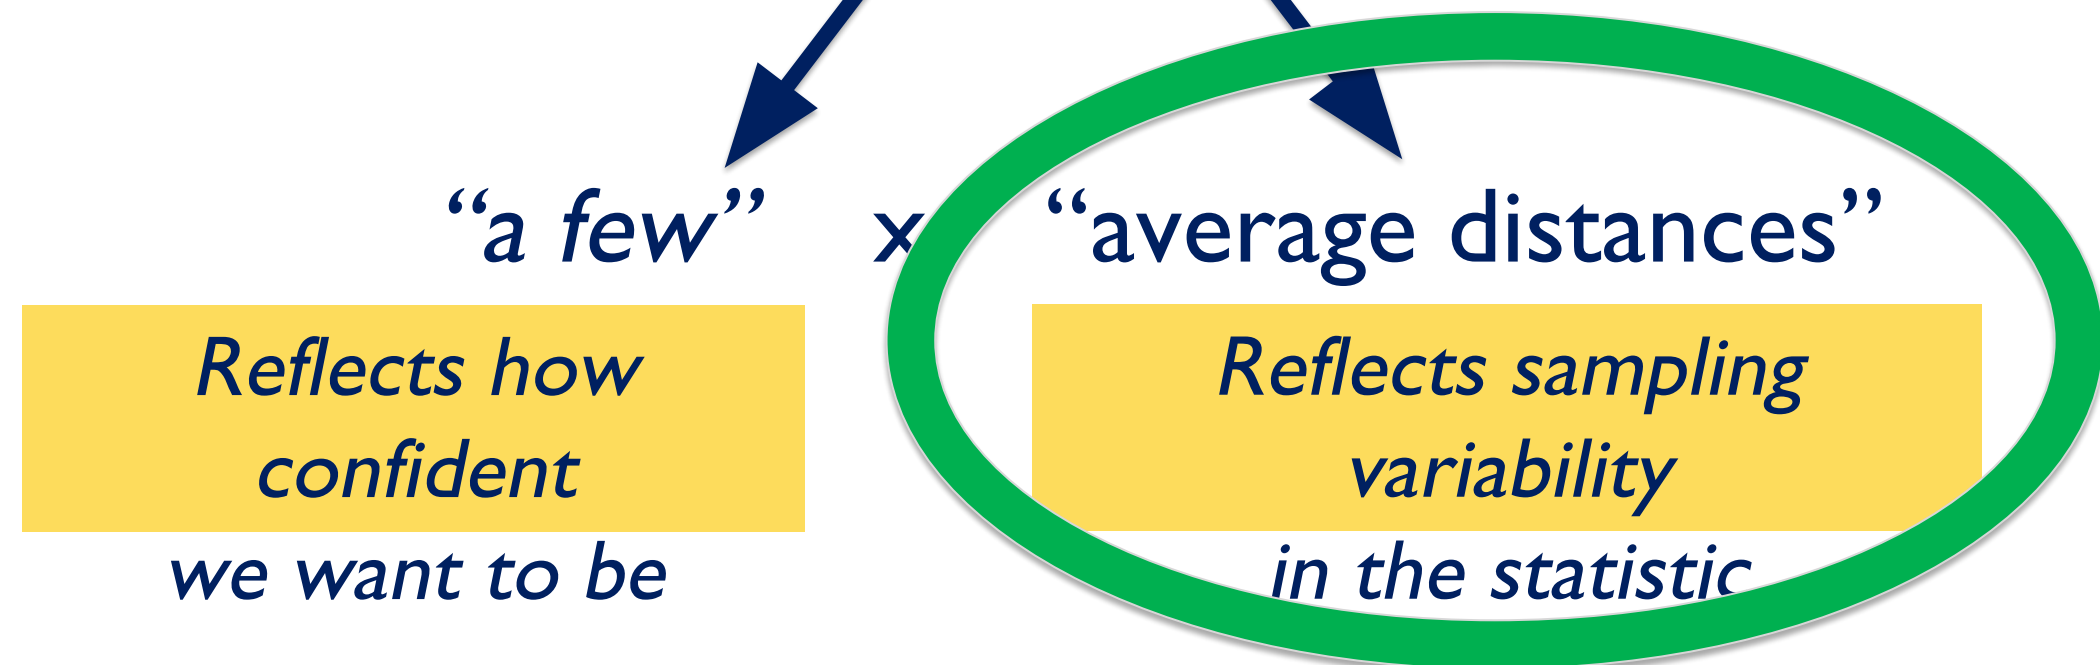 “a few” x “average distances”
Reflects how
confident
we want to be
Reflects sampling
variability
in the statistic